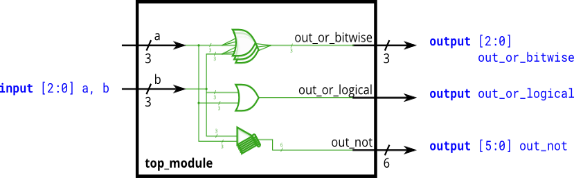 a
3
out_or_bitwise
3
output [2:0]
out_or_bitwise
input [2:0] a, b
b
3
out_or_logical
output out_or_logical
out_not
6
output [5:0] out_not
top_module